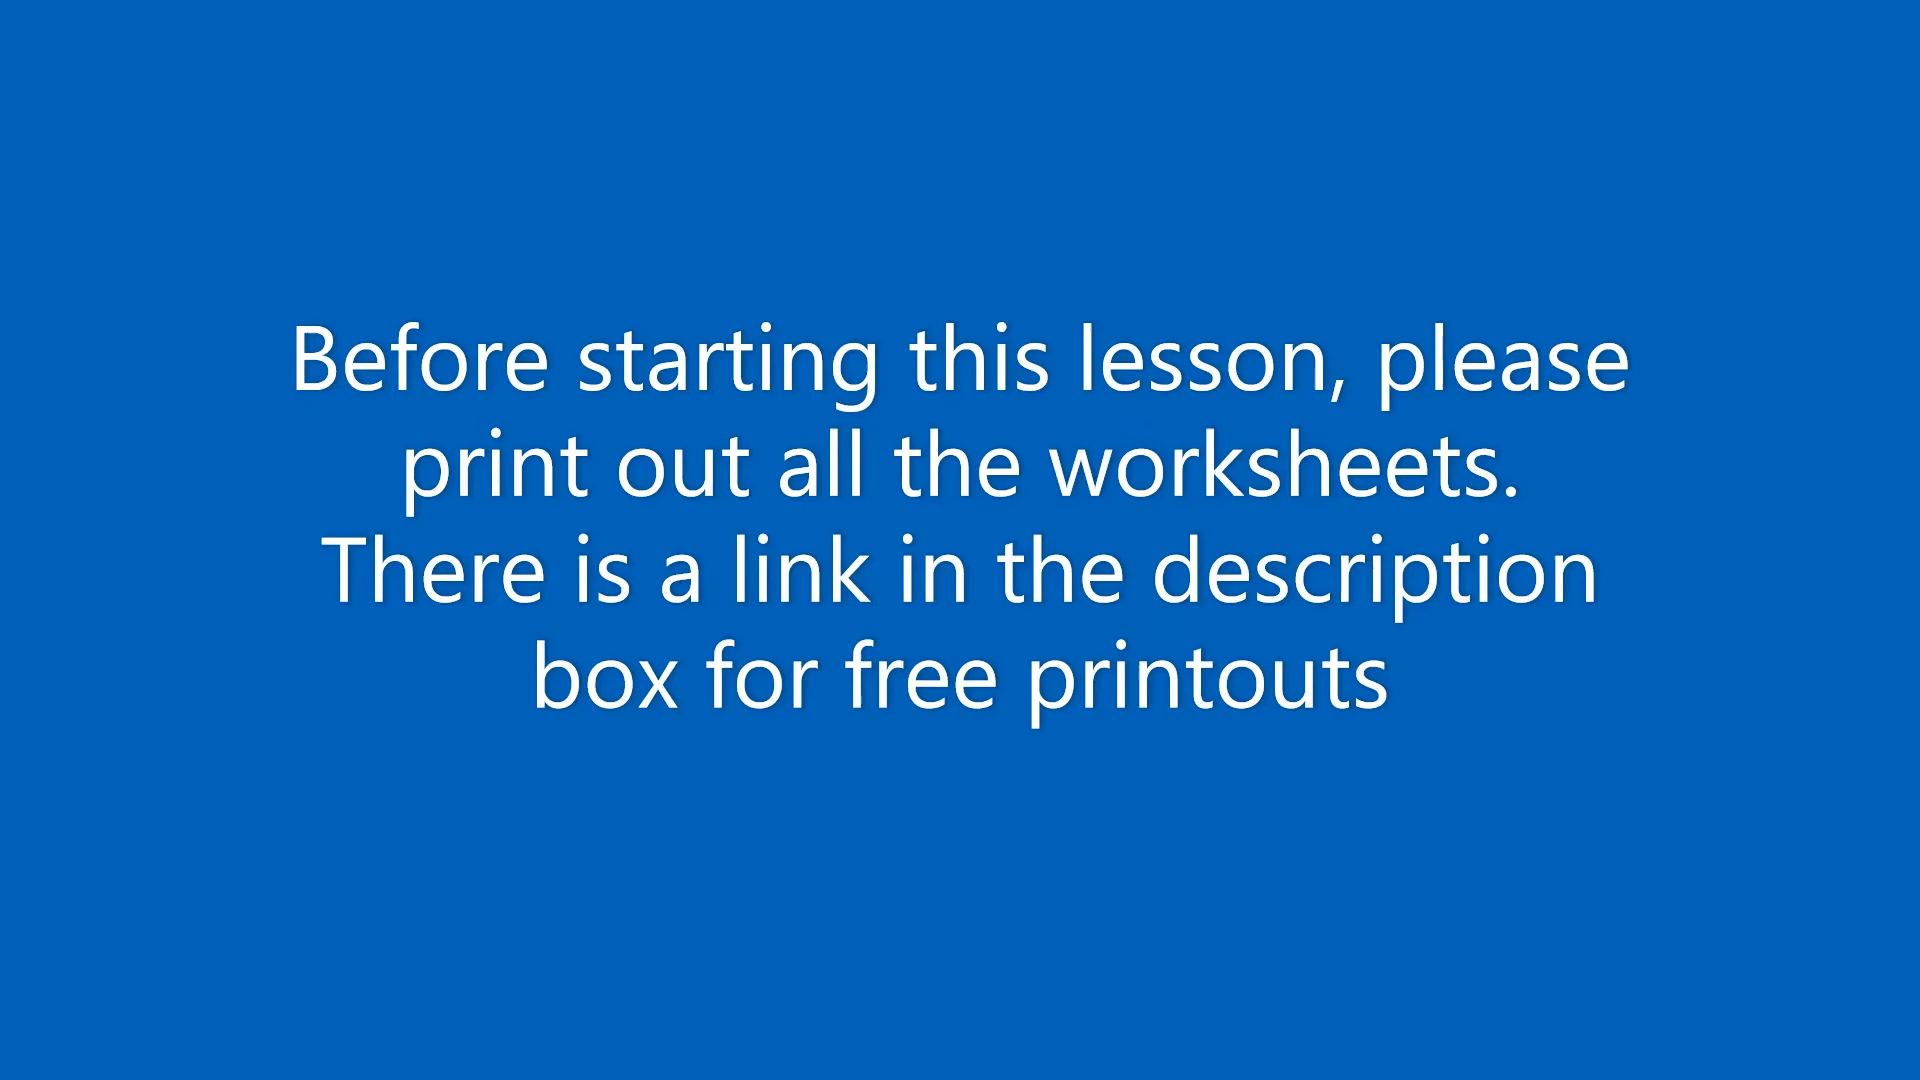 Before starting this lesson, please
print out all the worksheets.
There is a link in the description
box for free printouts